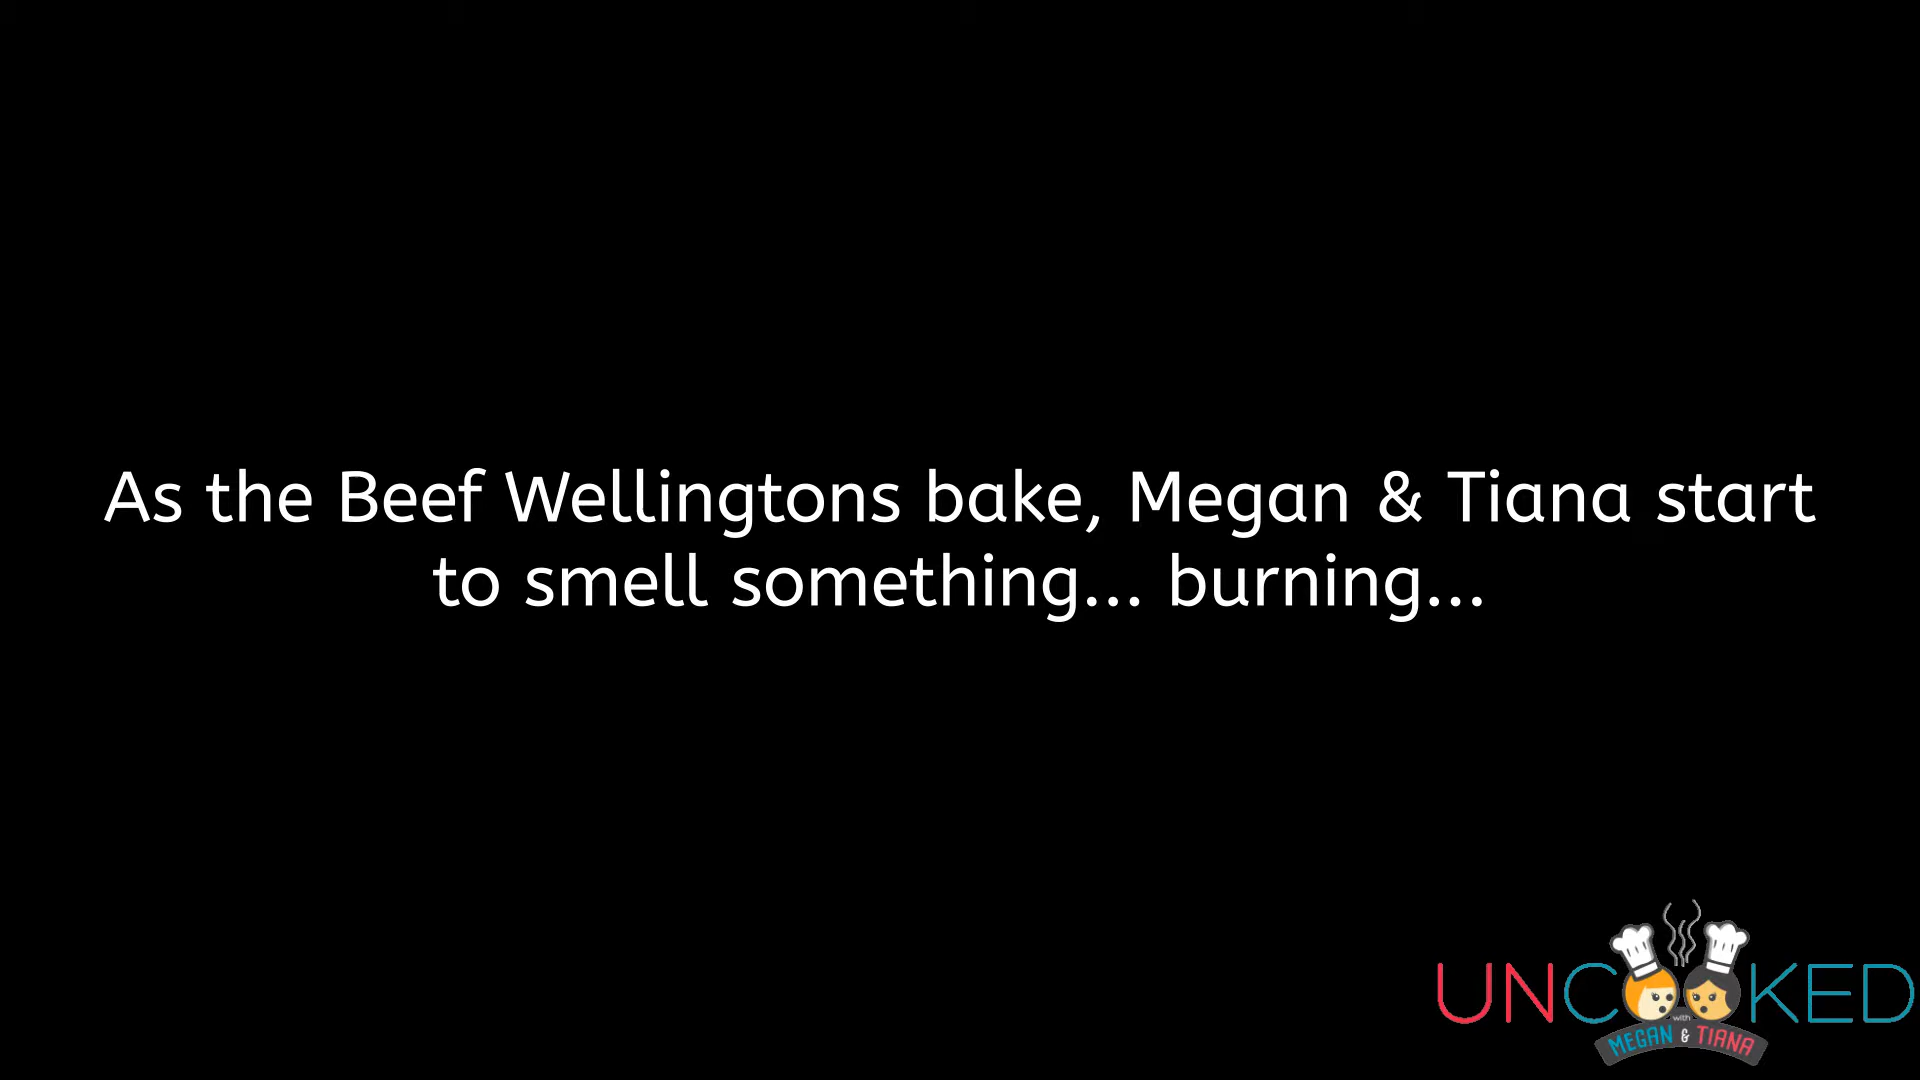 As the Beef Wellingtons bake, Megan & Tiana start
to smell something... burning...
UNCOOKED
with
MEGAN & TIANA